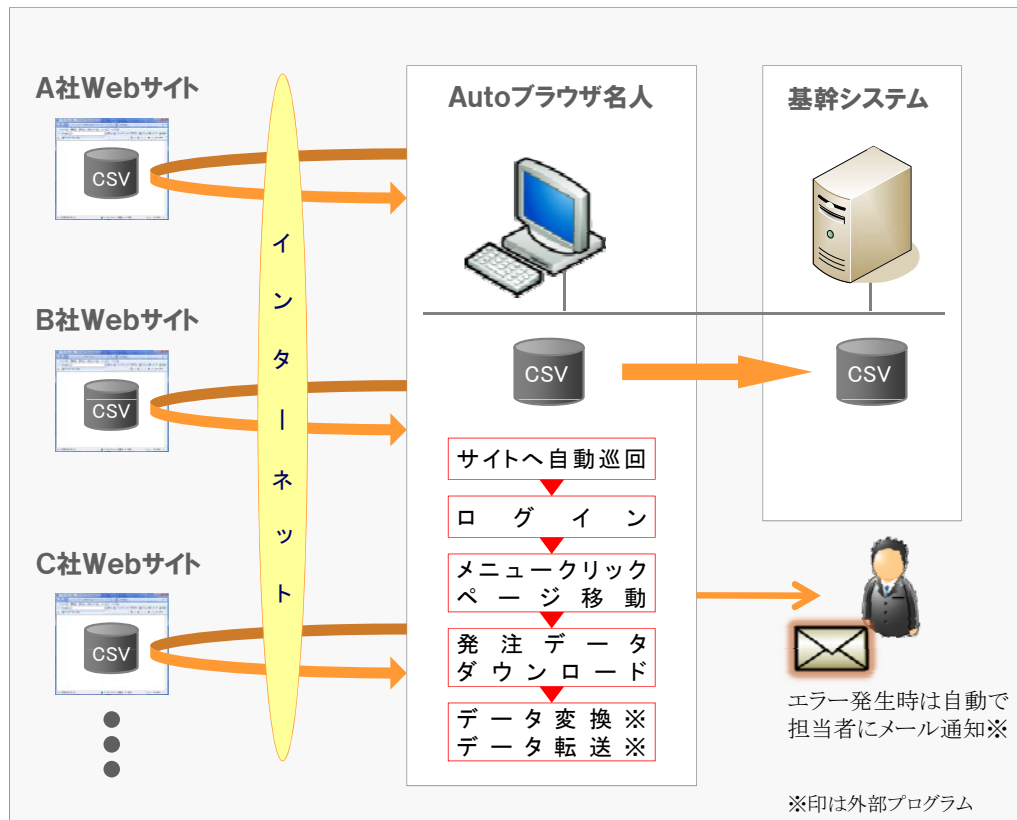 A社Webサイト
CSV
B社Webサイト
CSV
C社Webサイト
CSV
インターネット
Autoブラウザ名人
CSV
サイトへ自動巡回
ログイン
メニュークリック
ページ移動
発注データ
ダウンロード
データ変換※
データ転送※
基幹システム
CSV
エラー発生時は自動で
担当者にメール通知※
※印は外部プログラム